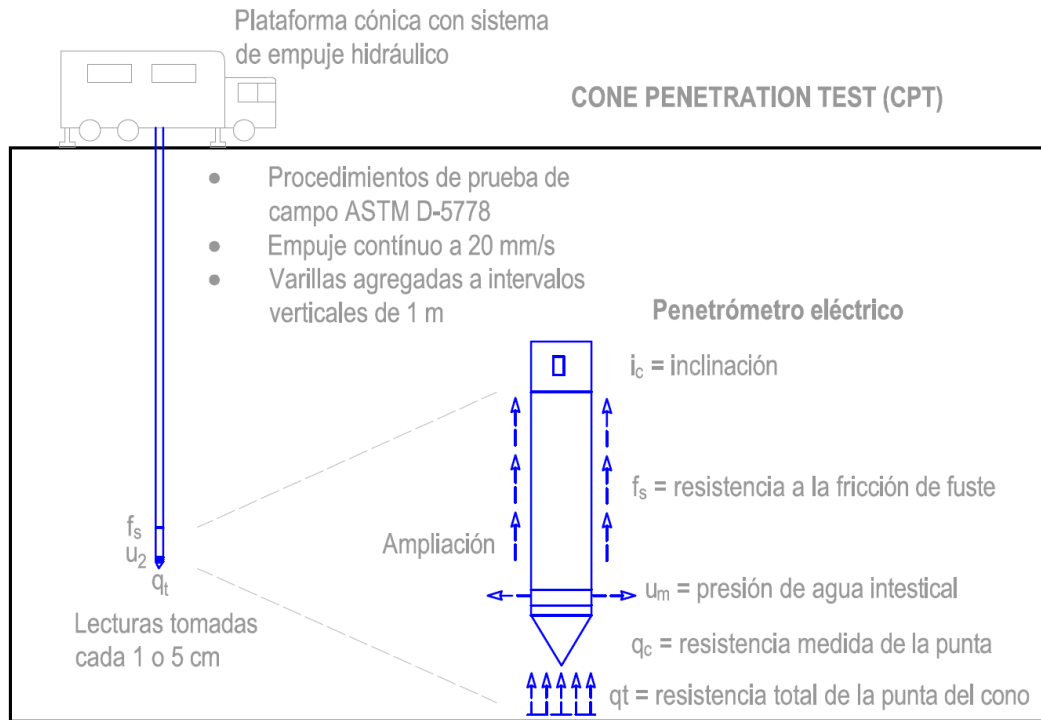 Plataforma cónica con sistema
de empuje hidráulico
CONE PENETRATION TEST (CPT)
● Procedimientos de prueba de
campo ASTM D-5778
● Empuje contínuo a 20 mm/s
● Varillas agregadas a intervalos
verticales de 1 m
Penetrómetro eléctrico
ic = inclinación
fs = resistencia a la fricción de fuste
Ampliación
um = presión de agua intestical
qc = resistencia medida de la punta
qt = resistencia total de la punta del cono
fs
u2
qt
Lecturas tomadas
cada 1 o 5 cm